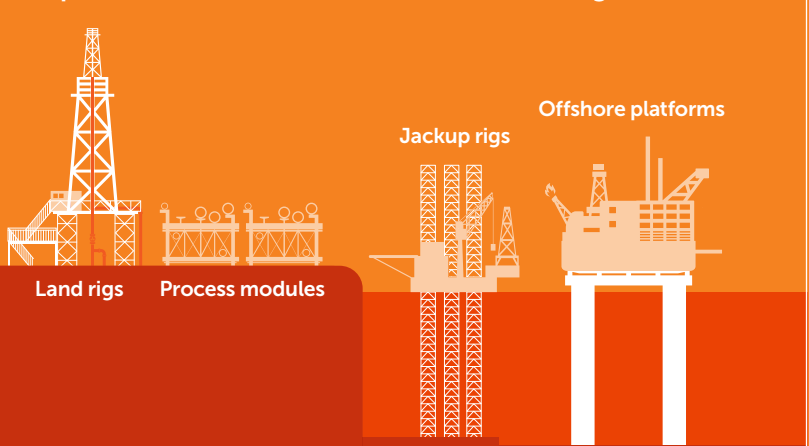 Offshore platforms
Jackup rigs
Land rigs
Process modules